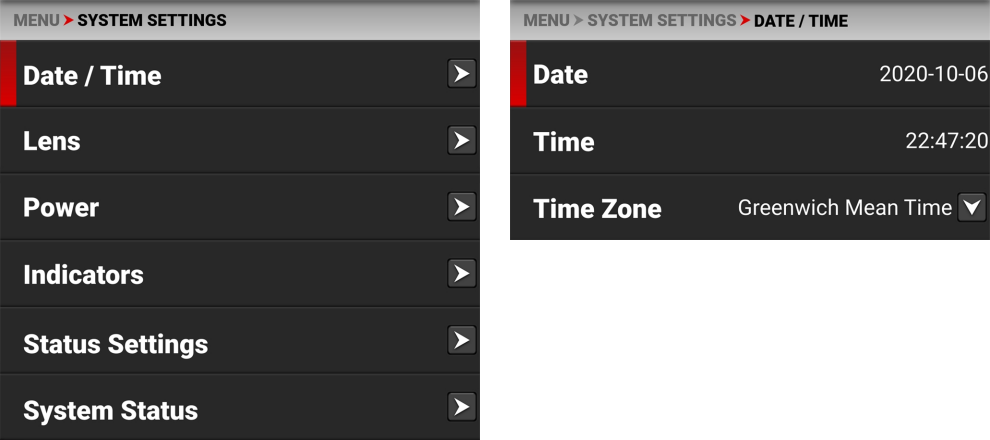 MENU > SYSTEM SETTINGS
Date / Time
Lens
Power
Indicators
Status Settings
System Status
MENU > SYSTEM SETTINGS > DATE / TIME
Date 2020-10-06
Time 22:47:20
Time Zone Greenwich Mean Time